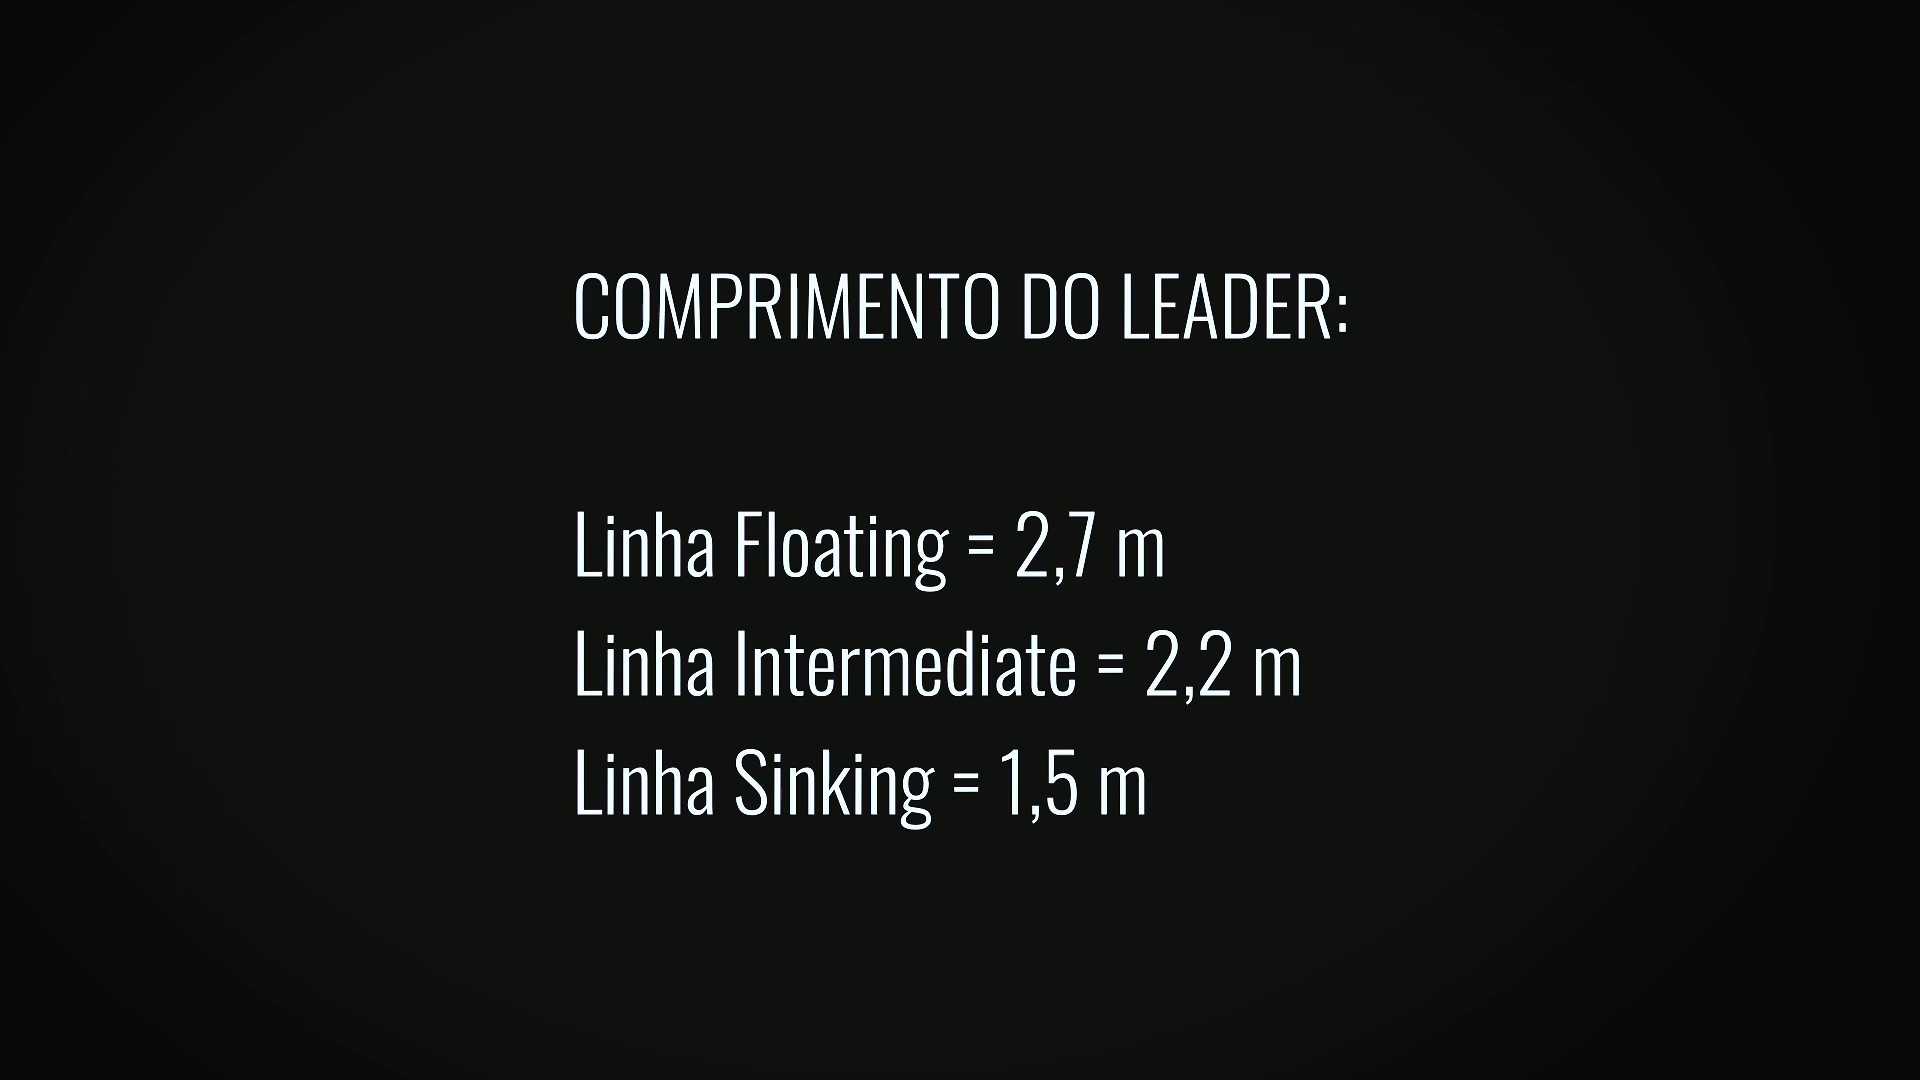 COMPRIMENTO DO LEADER:
Linha Floating = 2,7 m
Linha Intermediate = 2,2 m
Linha Sinking = 1,5 m